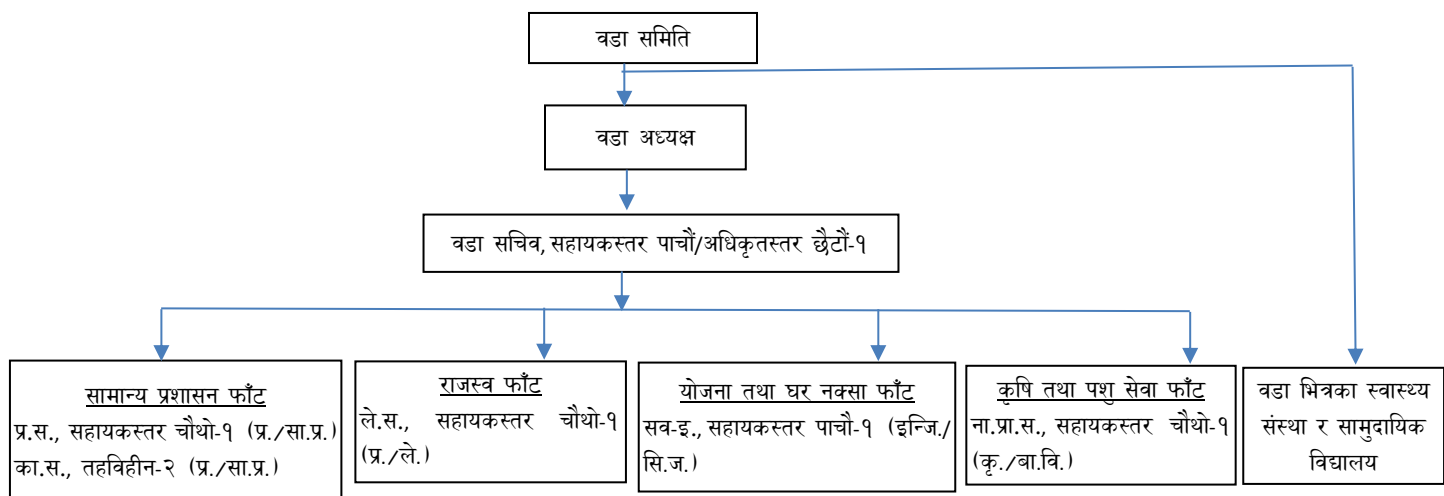 वडा समिति
वडा अध्यक्ष
वडा सचिव, सहायकस्तर पाचौं/अधिकृतस्तर छैटौं-१
सामान्य प्रशासन फाँट
प्र.स., सहायकस्तर चौथो-१ (प्र./सा.प्र.)
का.स., तहविहीन-२ (प्र./सा.प्र.)
राजस्व फाँट
ले.स., सहायकस्तर चौथो-१
(प्र./ले.)
योजना तथा घर नक्सा फाँट
सव-इ., सहायकस्तर पाचौ-१ (इन्जि./
सि.ज.)
कृषि तथा पशु सेवा फाँट
ना.प्रा.स., सहायकस्तर चौथो-१
(कृ./बा.वि.)
वडा भित्रका स्वास्थ्य
संस्था र सामुदायिक
विद्यालय